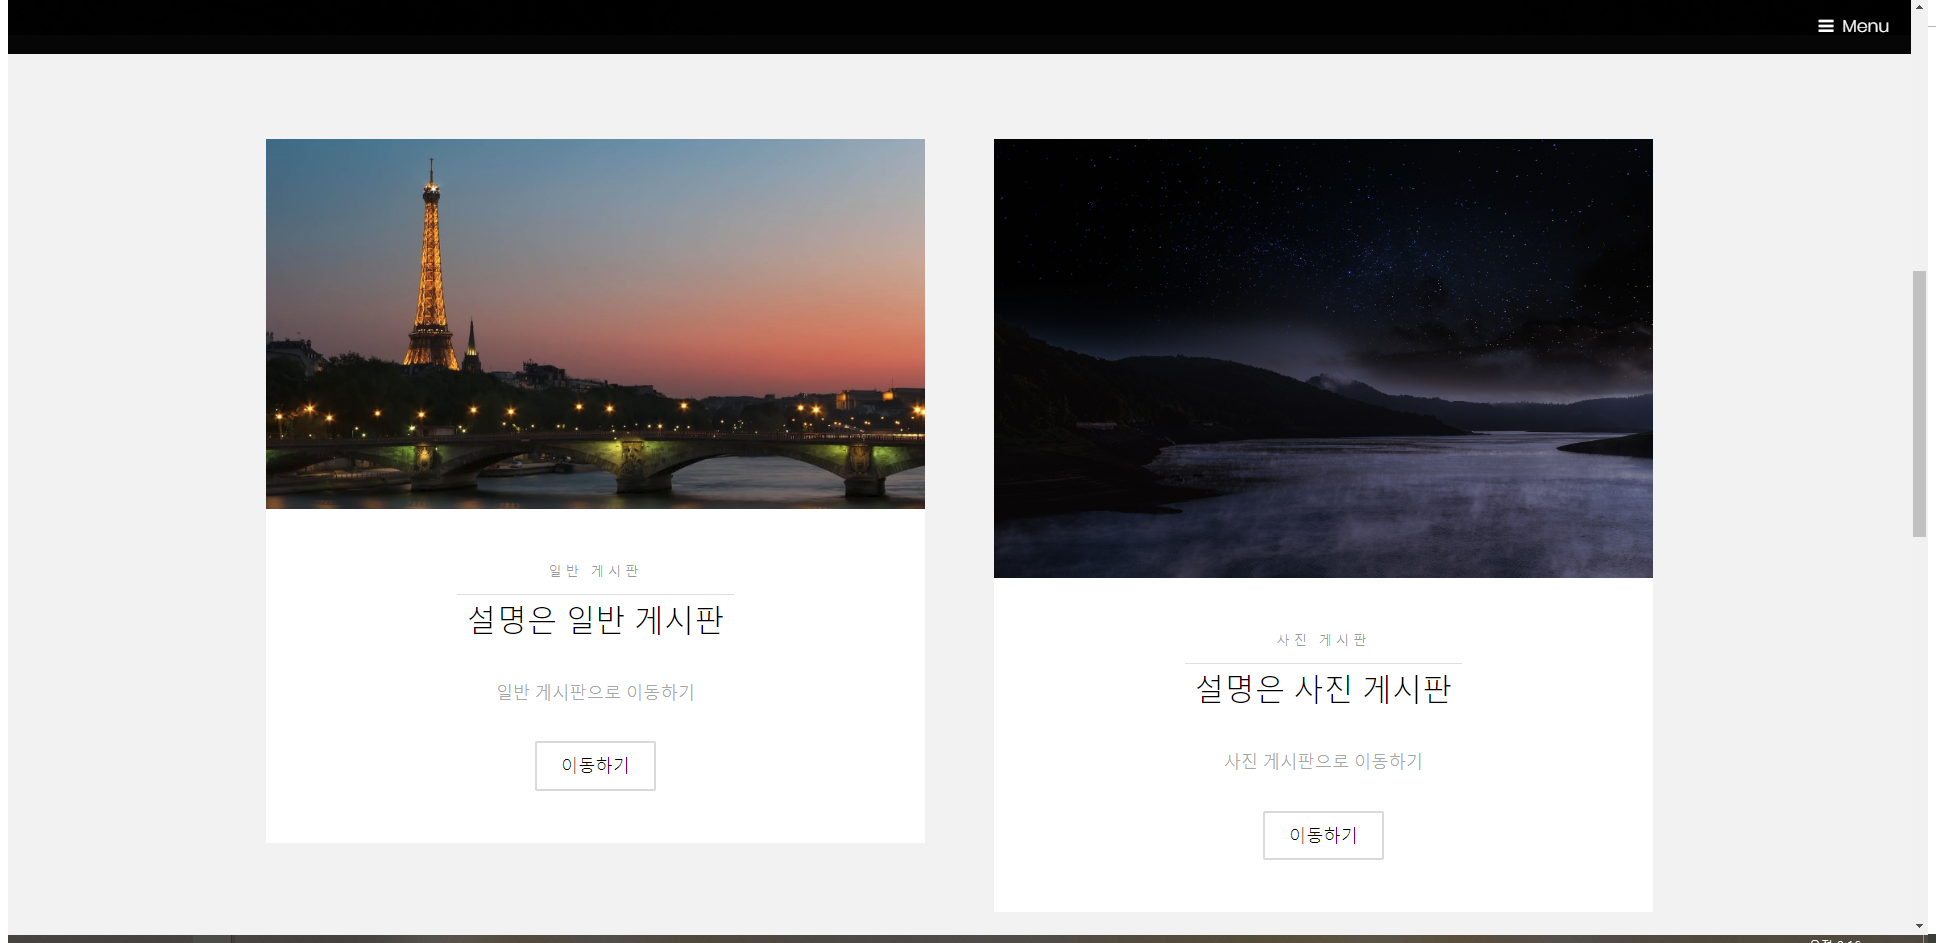 Menu
일반 게시판
설명은 일반 게시판
일반 게시판으로 이동하기
이동하기
사진 게시판
설명은 사진 게시판
사진 게시판으로 이동하기
이동하기